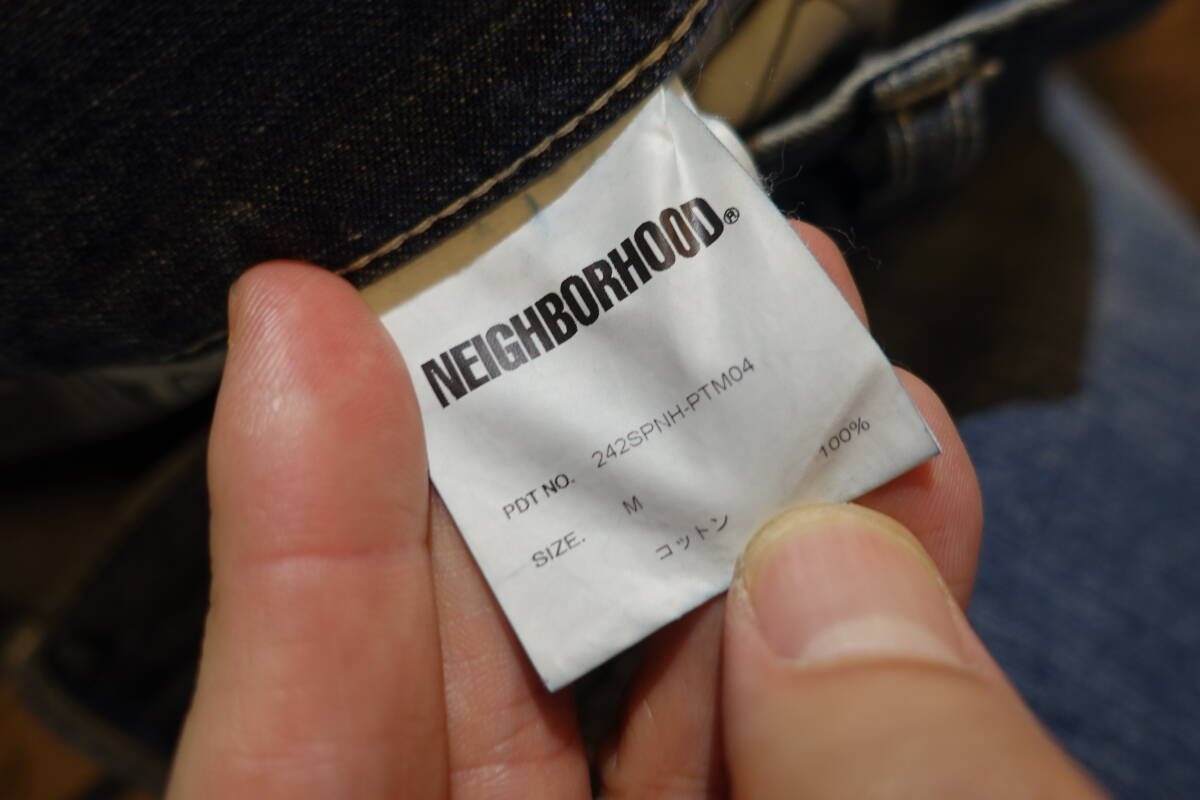 NEIGHBORHOOD®
PDT NO. 242SPNH-PTM04
SIZE. M
コットン 100%